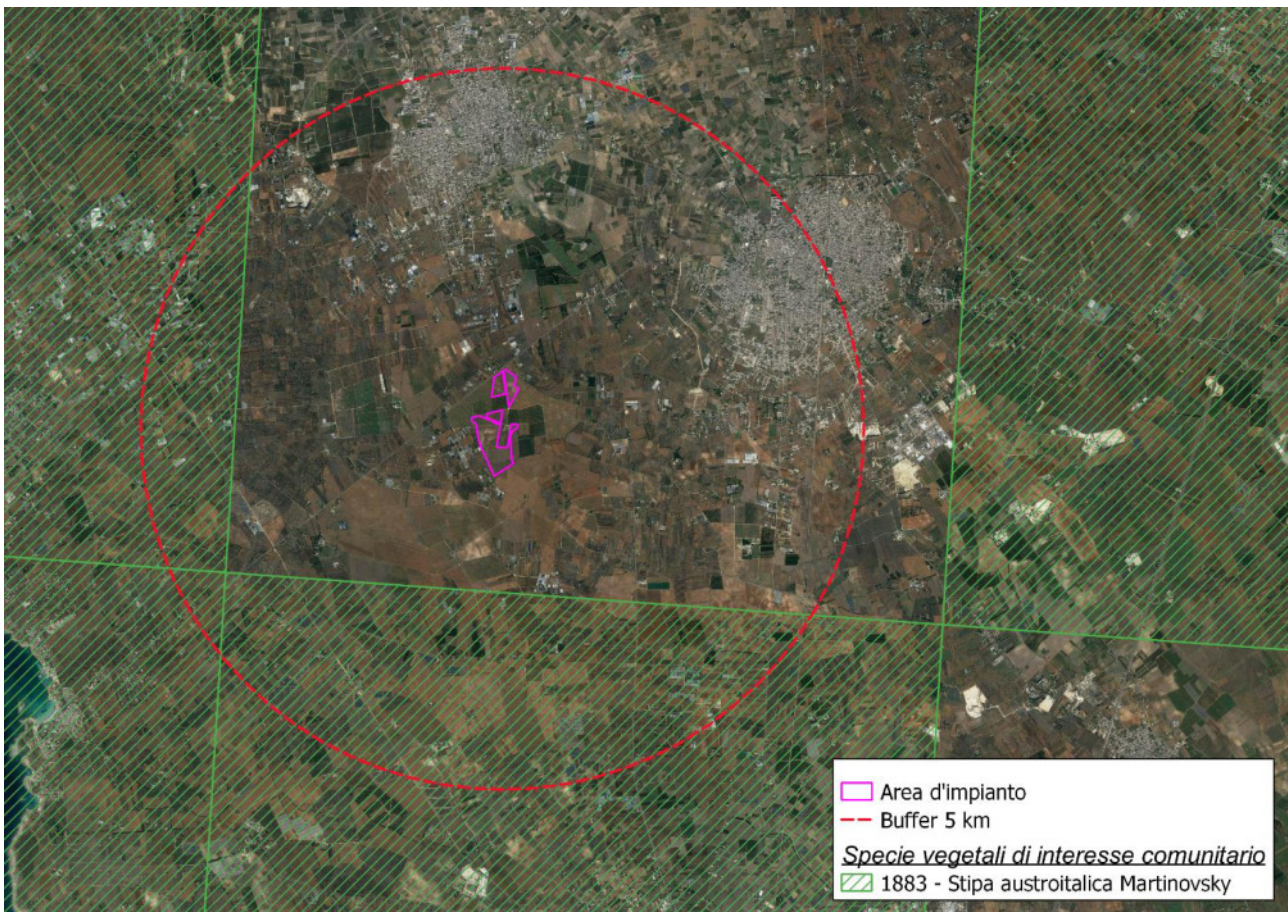 Area d'impianto
Buffer 5 km
Specie vegetali di interesse comunitario
1883 - Stipa austroitalica Martinovsky